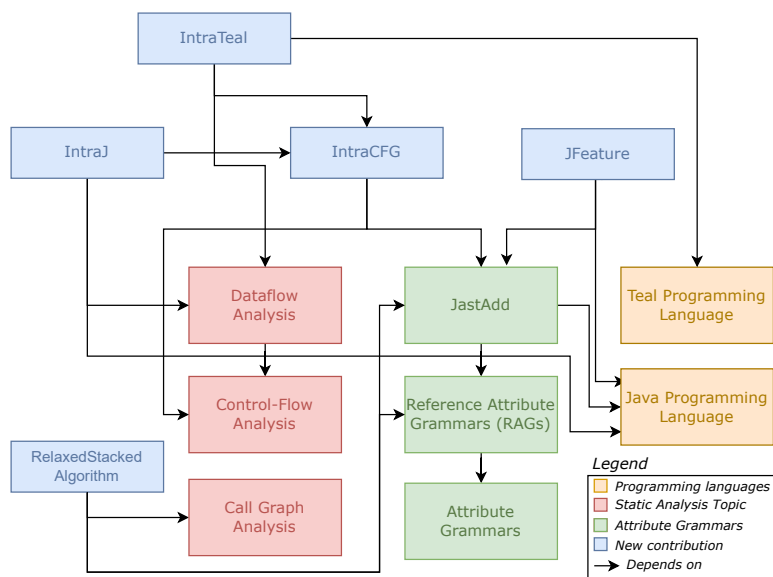 IntraTeal
IntraJ
IntraCFG
JFeature
Dataflow
Analysis
JastAdd
Teal Programming
Language
Control-Flow
Analysis
Reference Attribute
Grammars (RAGs)
Java Programming
Language
RelaxedStacked
Algorithm
Call Graph
Analysis
Attribute
Grammars
Legend
Programming languages
Static Analysis Topic
Attribute Grammars
New contribution
Depends on